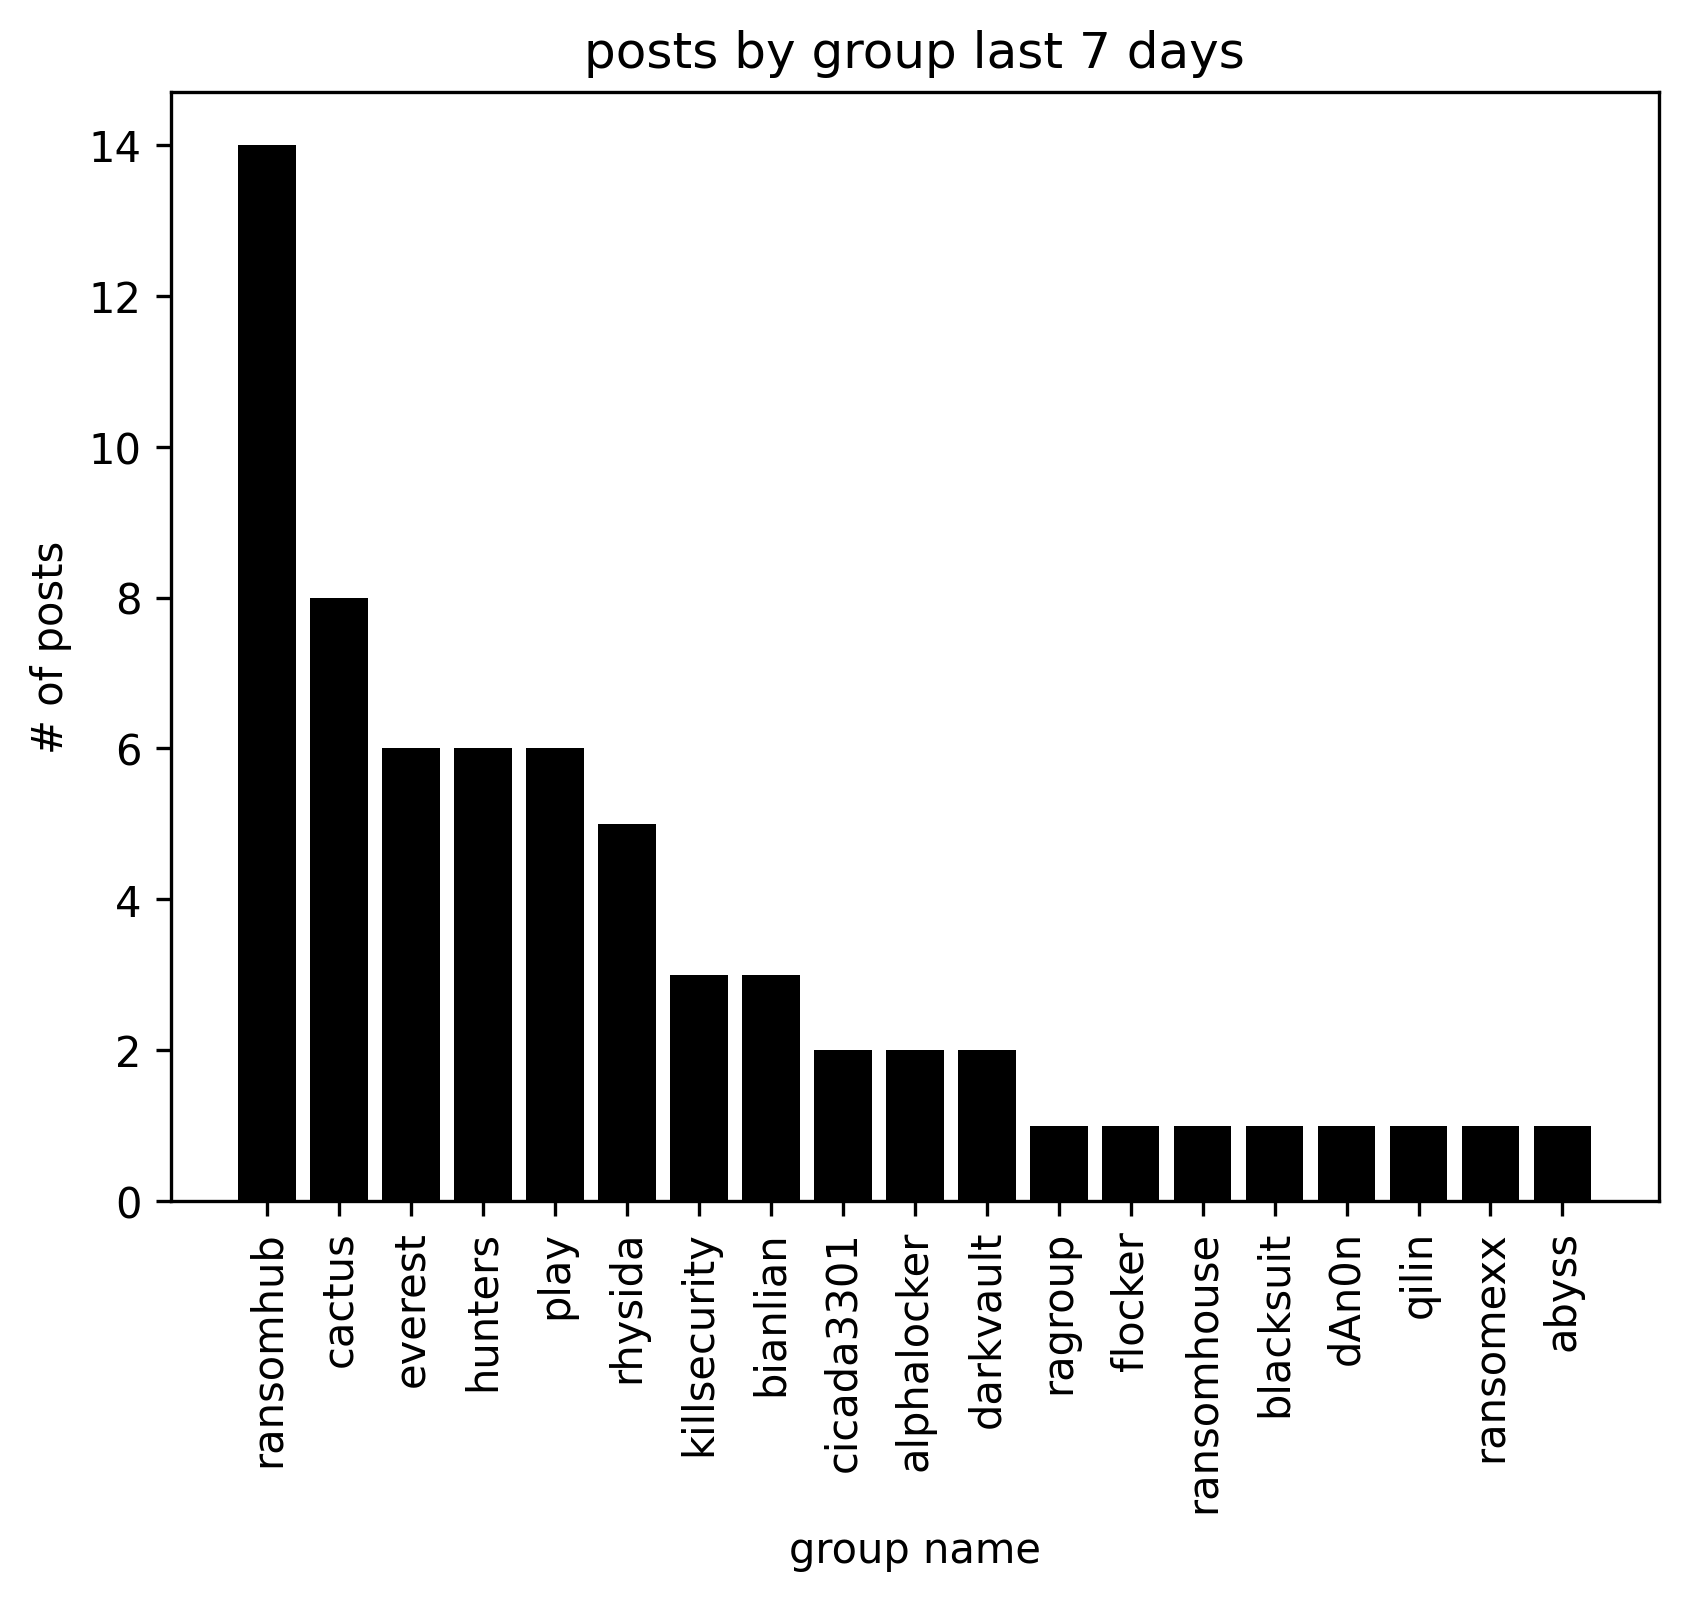 posts by group last 7 days
14
12
10
8
6
4
2
0
# of posts
ransomhub
cactus
everest
hunters
play
rhysida
killsecurity
bianlian
cicada3301
alphalocker
darkvault
ragroup
flocker
ransomhouse
blacksuit
dAn0n
qilin
ransomexx
abyss
group name